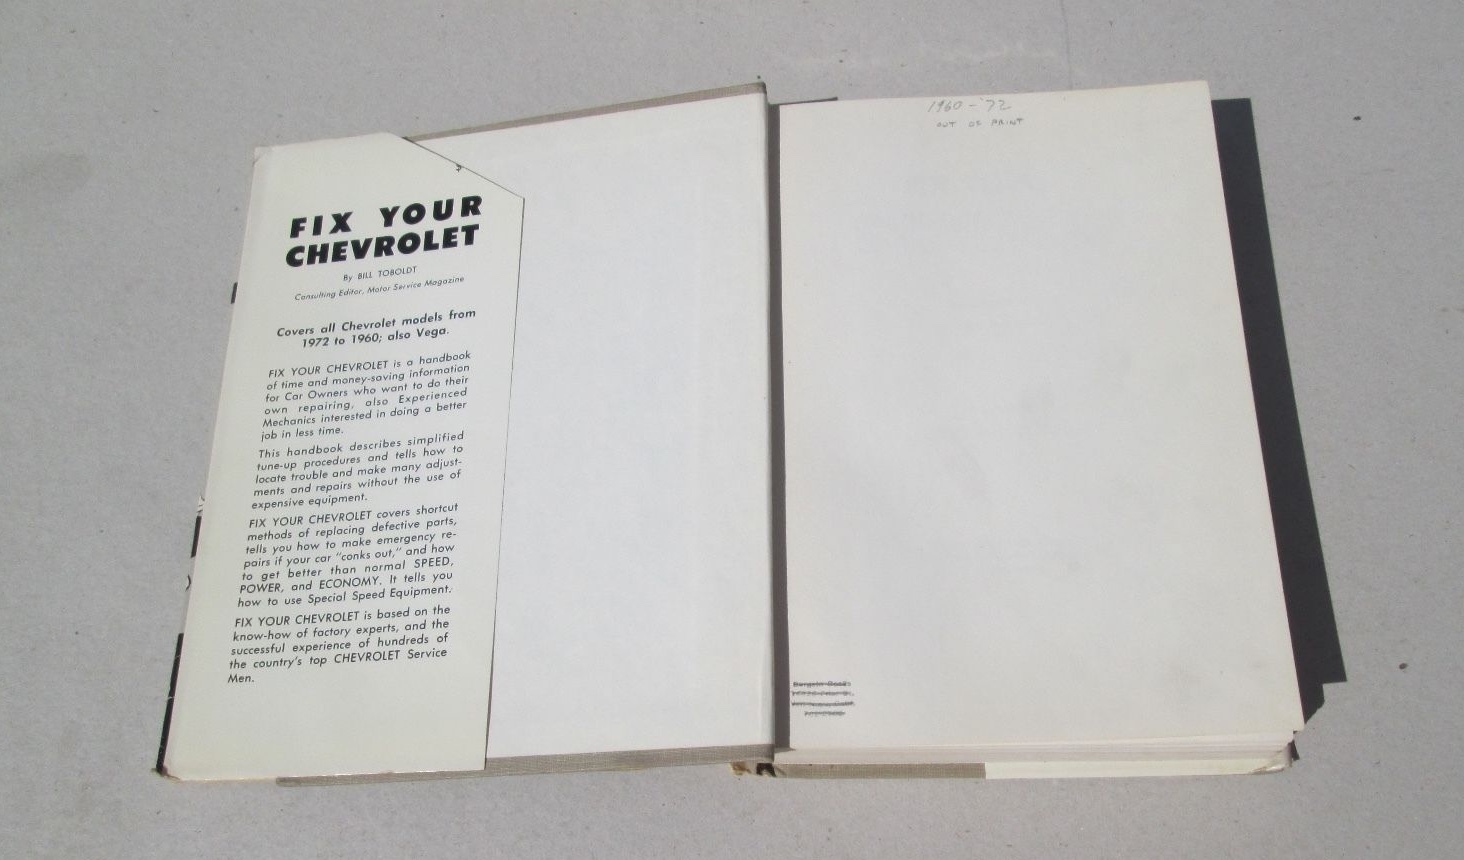 FIX YOUR
CHEVROLET
By BILL TOBOLDT
Consulting Editor, Motor Service Magazine
Covers all Chevrolet models from
1972 to 1960; also Vega.
FIX YOUR CHEVROLET is a handbook
of time and money-saving information
for Car Owners who want to do their
own repairing, also Experienced
Mechanics interested in doing a better
job in less time.
This handbook describes simplified
tune-up procedures and tells how to
locate trouble and make many adjust-
ments and repairs without the use of
expensive equipment.
FIX YOUR CHEVROLET covers shortcut
methods of replacing defective parts,
tells you how to make emergency re-
pairs if your car "conks out," and how
to get better than normal SPEED,
POWER, and ECONOMY. It tells you
how to use Special Speed Equipment.
FIX YOUR CHEVROLET is based on the
know-how of factory experts, and the
successful experience of hundreds of
the country's top CHEVROLET Service
Men.
1960-'72
OUT OF PRINT